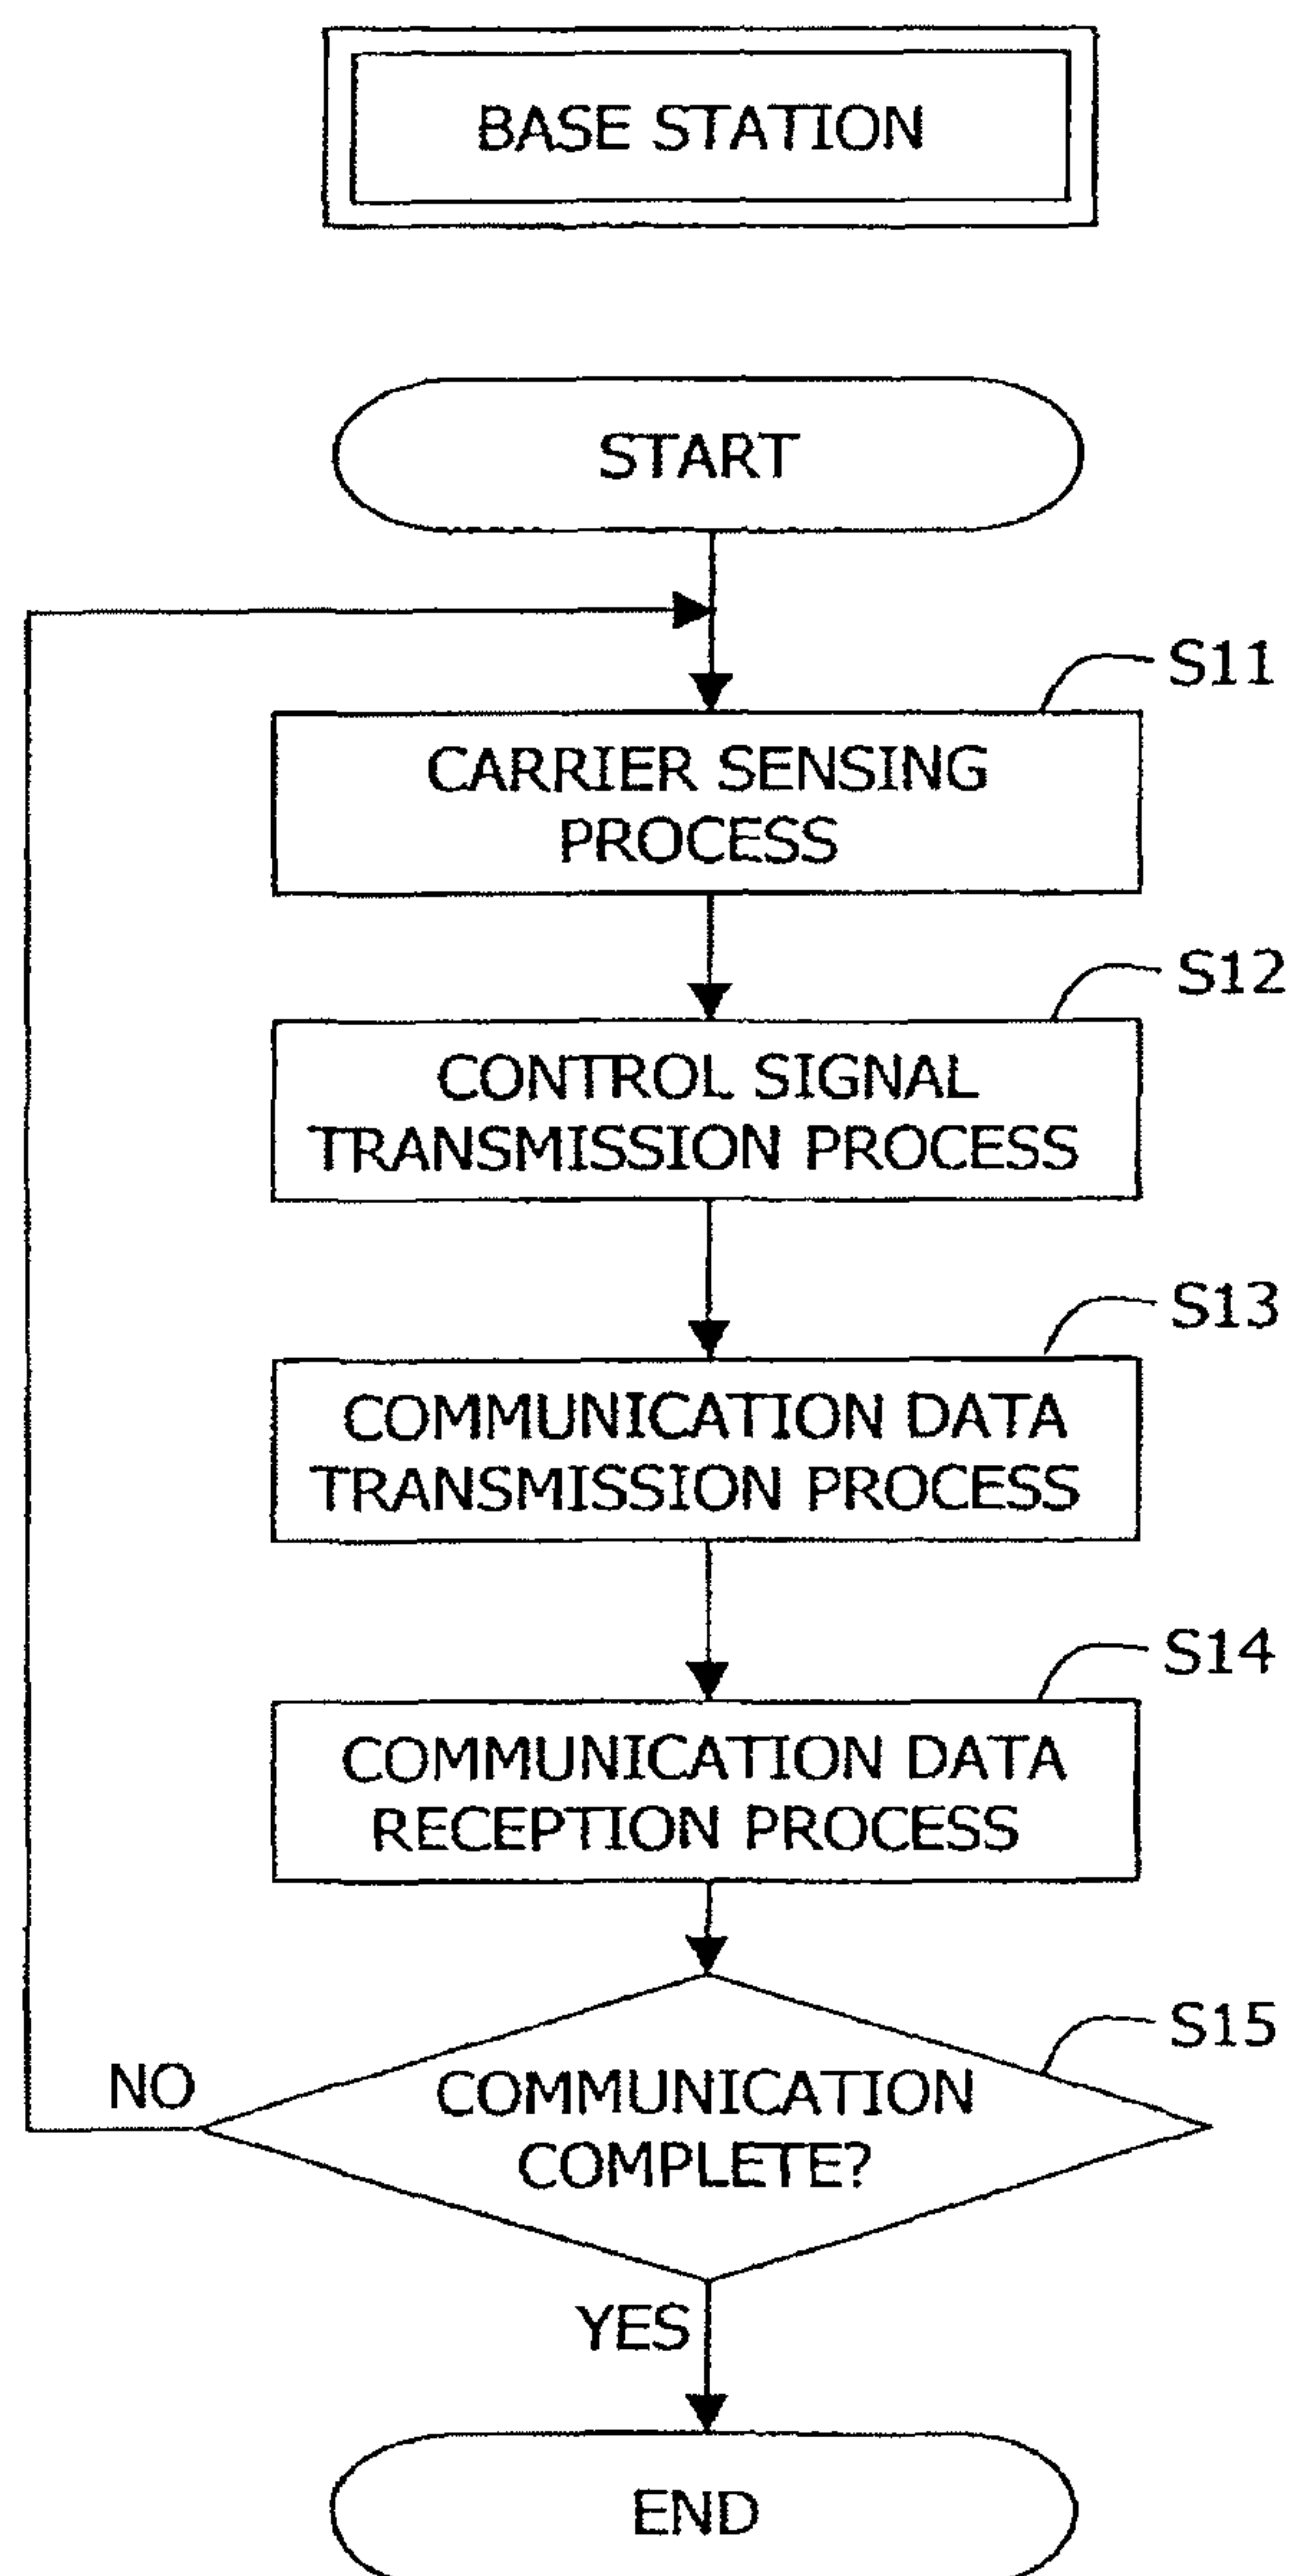 BASE STATION
START
S11
CARRIER SENSING
PROCESS
S12
CONTROL SIGNAL
TRANSMISSION PROCESS
S13
COMMUNICATION DATA
TRANSMISSION PROCESS
S14
COMMUNICATION DATA
RECEPTION PROCESS
S15
NO
COMMUNICATION
COMPLETE?
YES
END